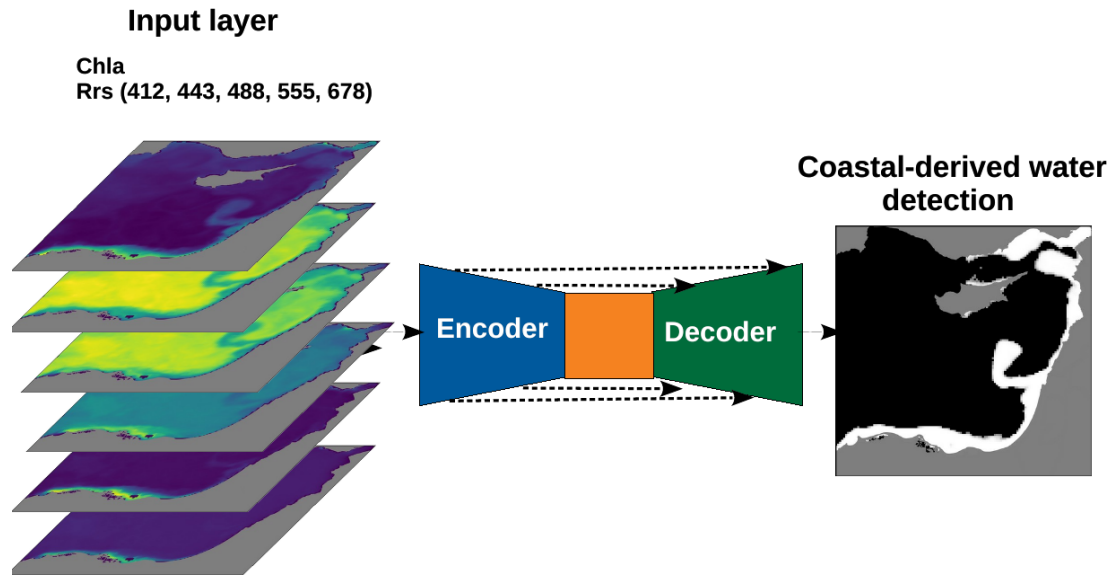 Input layer
Chla
Rrs (412, 443, 488, 555, 678)
Coastal-derived water
detection
Encoder
Decoder